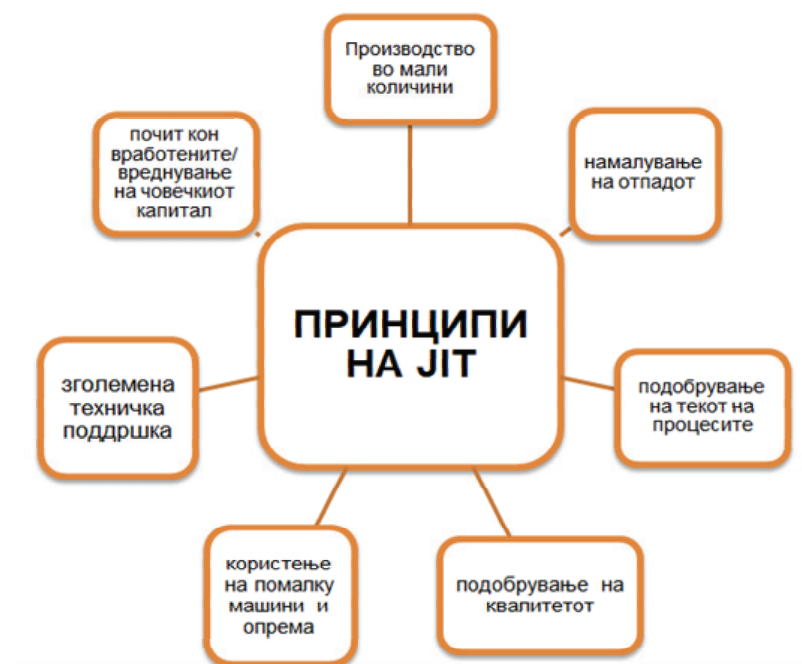 Производство
во мали
количини
почит кон
вработените/
вреднување
на човечкиот
капитал
намалување
на отпадот
ПРИНЦИПИ
НА JIT
зголемена
техничка
поддршка
подобрување
на текот на
процесите
користење
на помалку
машини и
опрема
подобрување на
квалитетот